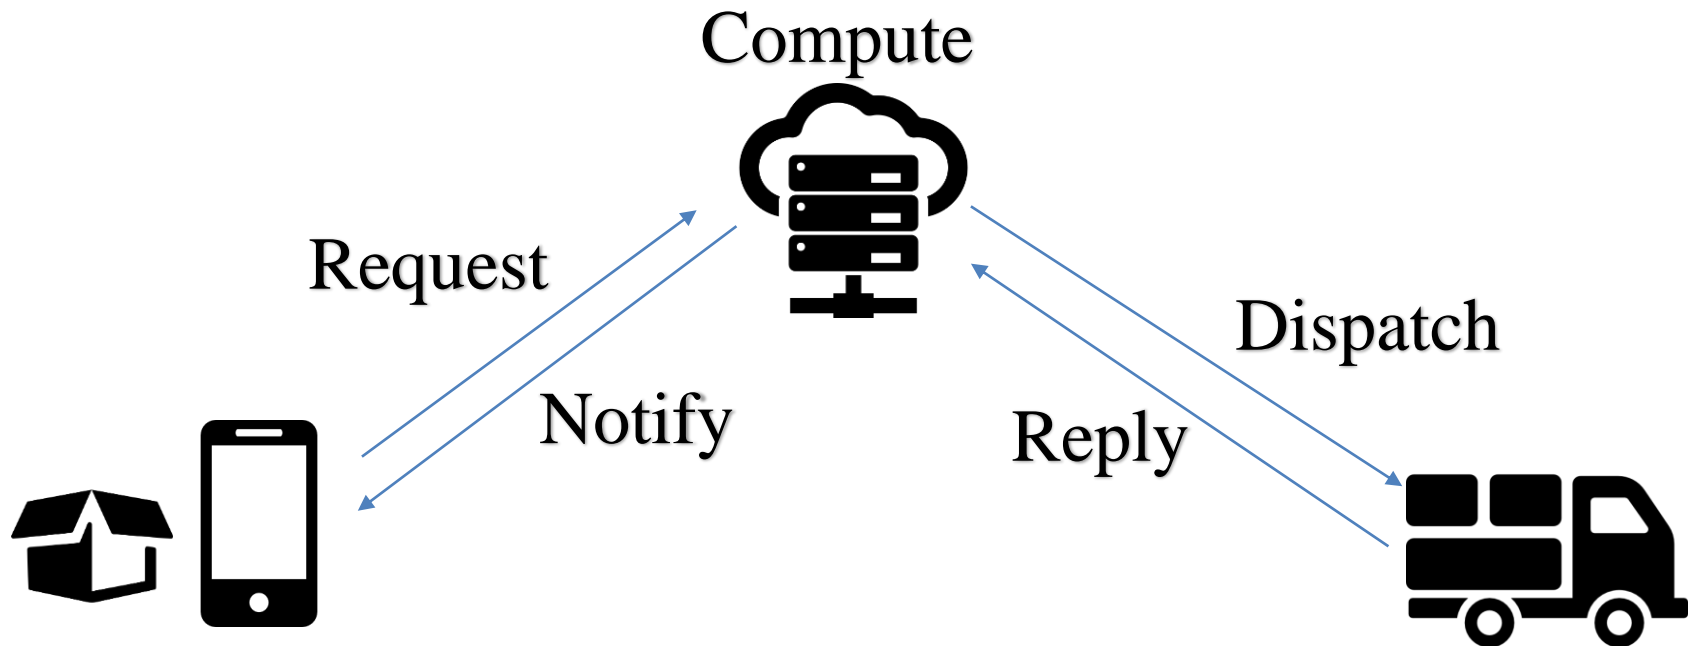 Compute
Request
Notify
Dispatch
Reply